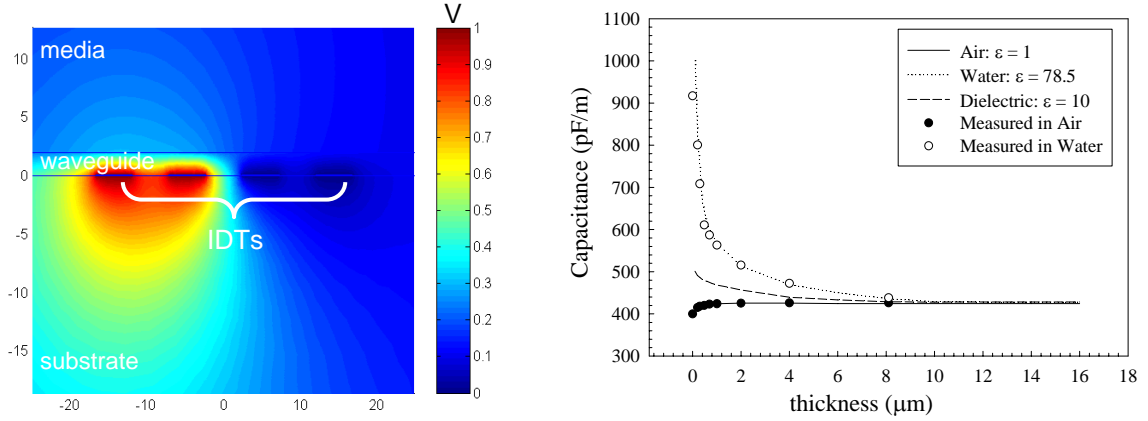 V
media
waveguide
IDTs
substrate
10
5
0
-5
-10
-15
-20
-10
0
10
20
1
0.9
0.8
0.7
0.6
0.5
0.4
0.3
0.2
0.1
0
Capacitance (pF/m)
1100
1000
900
800
700
600
500
400
300
Air: ε = 1
Water: ε = 78.5
Dielectric: ε = 10
Measured in Air
Measured in Water
0 2 4 6 8 10 12 14 16 18
thickness (μm)